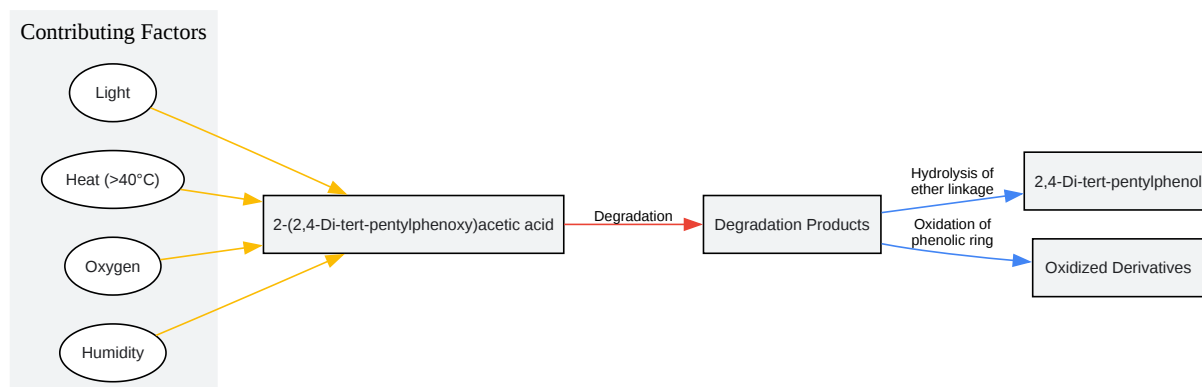 Contributing Factors
Light
Heat (>40°C)
Oxygen
Humidity
2-(2,4-Di-tert-pentylphenoxy)acetic acid
Degradation
Degradation Products
Hydrolysis of
ether linkage
2,4-Di-tert-pentylphenol
Oxidation of
phenolic ring
Oxidized Derivatives